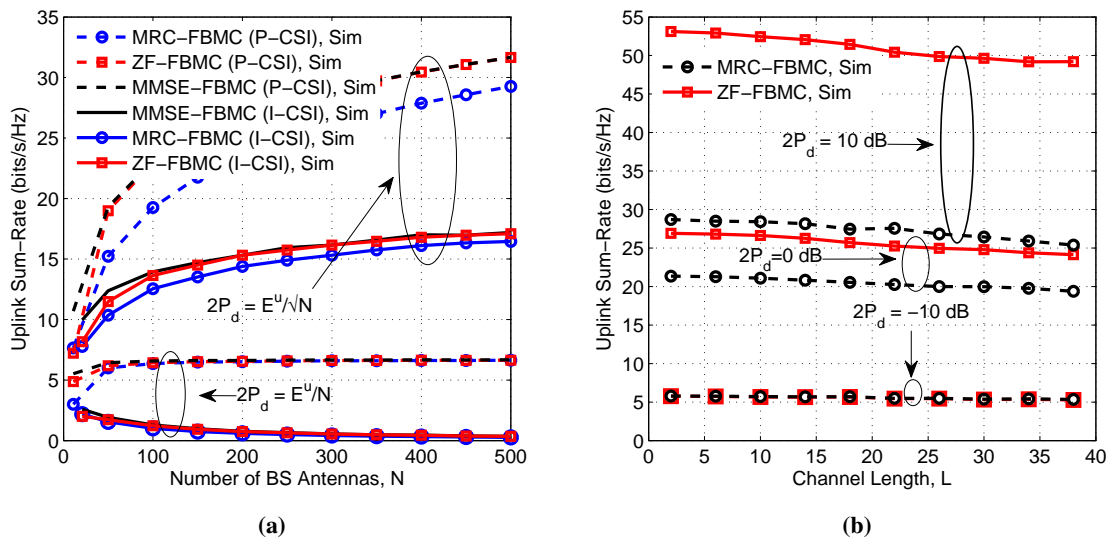 MRC−FBMC (P−CSI), Sim
ZF−FBMC (P−CSI), Sim
MMSE−FBMC (P−CSI), Sim
MMSE−FBMC (I−CSI), Sim
MRC−FBMC (I−CSI), Sim
ZF−FBMC (I−CSI), Sim
2P_d = E^u/√N
2P_d = E^u/N
35
30
25
20
15
10
5
0
0 100 200 300 400 500
Uplink Sum−Rate (bits/s/Hz)
Number of BS Antennas, N
(a)
MRC−FBMC, Sim
ZF−FBMC, Sim
2P_d = 10 dB
2P_d=0 dB
2P_d = −10 dB
55
50
45
40
35
30
25
20
15
10
5
0
0 5 10 15 20 25 30 35 40
Uplink Sum−Rate (bits/s/Hz)
Channel Length, L
(b)